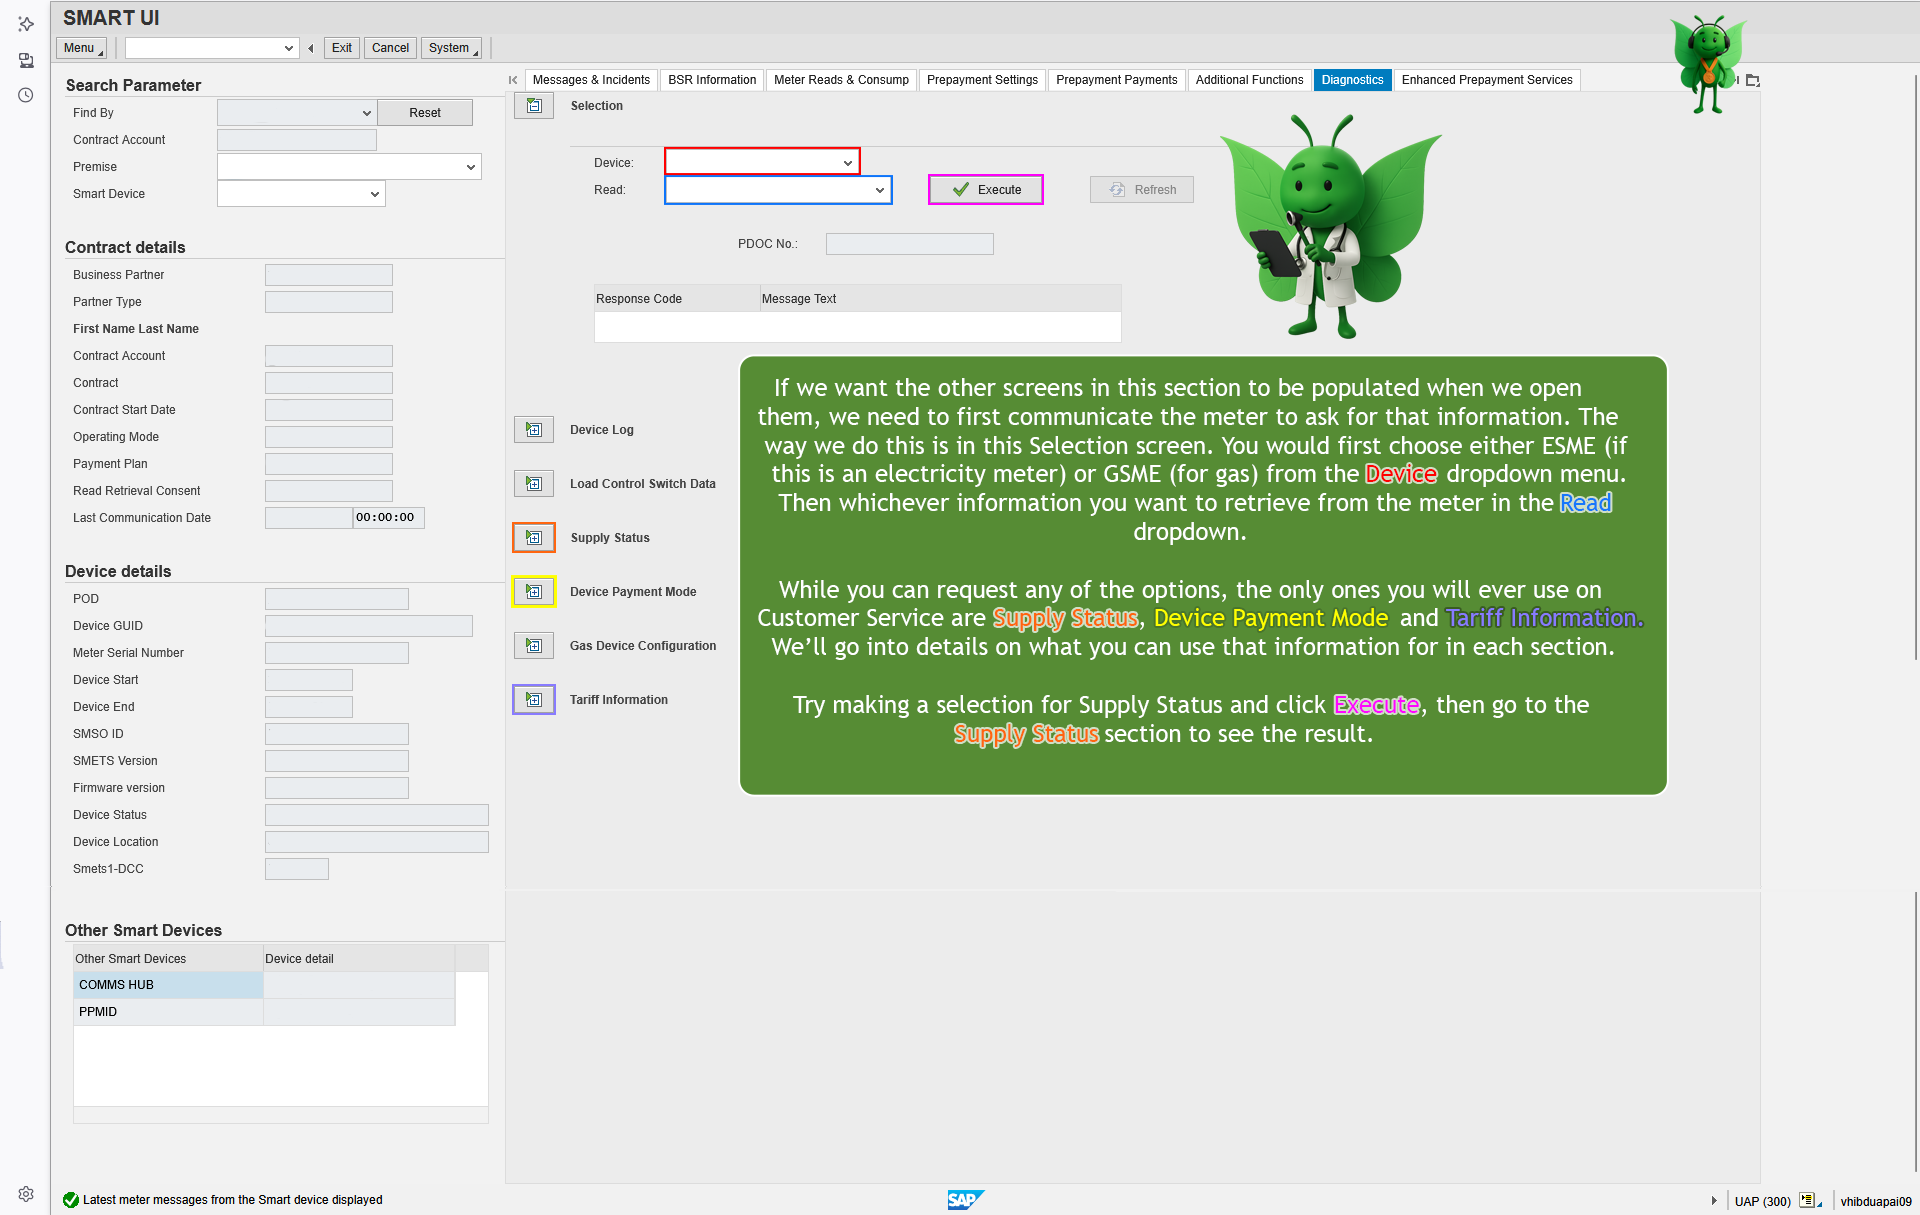 SMART UI
Menu
Exit
Cancel
System
Search Parameter
Find By
Reset
Contract Account
Premise
Smart Device
Contract details
Business Partner
Partner Type
First Name Last Name
Contract Account
Contract
Contract Start Date
Operating Mode
Payment Plan
Read Retrieval Consent
Last Communication Date 00:00:00
Device details
POD
Device GUID
Meter Serial Number
Device Start
Device End
SMSO ID
SMETS Version
Firmware version
Device Status
Device Location
Smets1-DCC
Other Smart Devices
Other Smart Devices Device detail
COMMS HUB
PPMID
Messages & Incidents
BSR Information
Meter Reads & Consump
Prepayment Settings
Prepayment Payments
Additional Functions
Diagnostics
Enhanced Prepayment Services
Selection
Device:
Read:
Execute
Refresh
PDOC No.:
Response Code Message Text
Device Log
Load Control Switch Data
Supply Status
Device Payment Mode
Gas Device Configuration
Tariff Information
If we want the other screens in this section to be populated when we open
them, we need to first communicate the meter to ask for that information. The
way we do this is in this Selection screen. You would first choose either ESME (if
this is an electricity meter) or GSME (for gas) from the Device dropdown menu.
Then whichever information you want to retrieve from the meter in the Read
dropdown.
While you can request any of the options, the only ones you will ever use on
Customer Service are Supply Status, Device Payment Mode and Tariff Information.
We'll go into details on what you can use that information for in each section.
Try making a selection for Supply Status and click Execute, then go to the
Supply Status section to see the result.
Latest meter messages from the Smart device displayed
SAP
UAP (300)
vhibduapai09